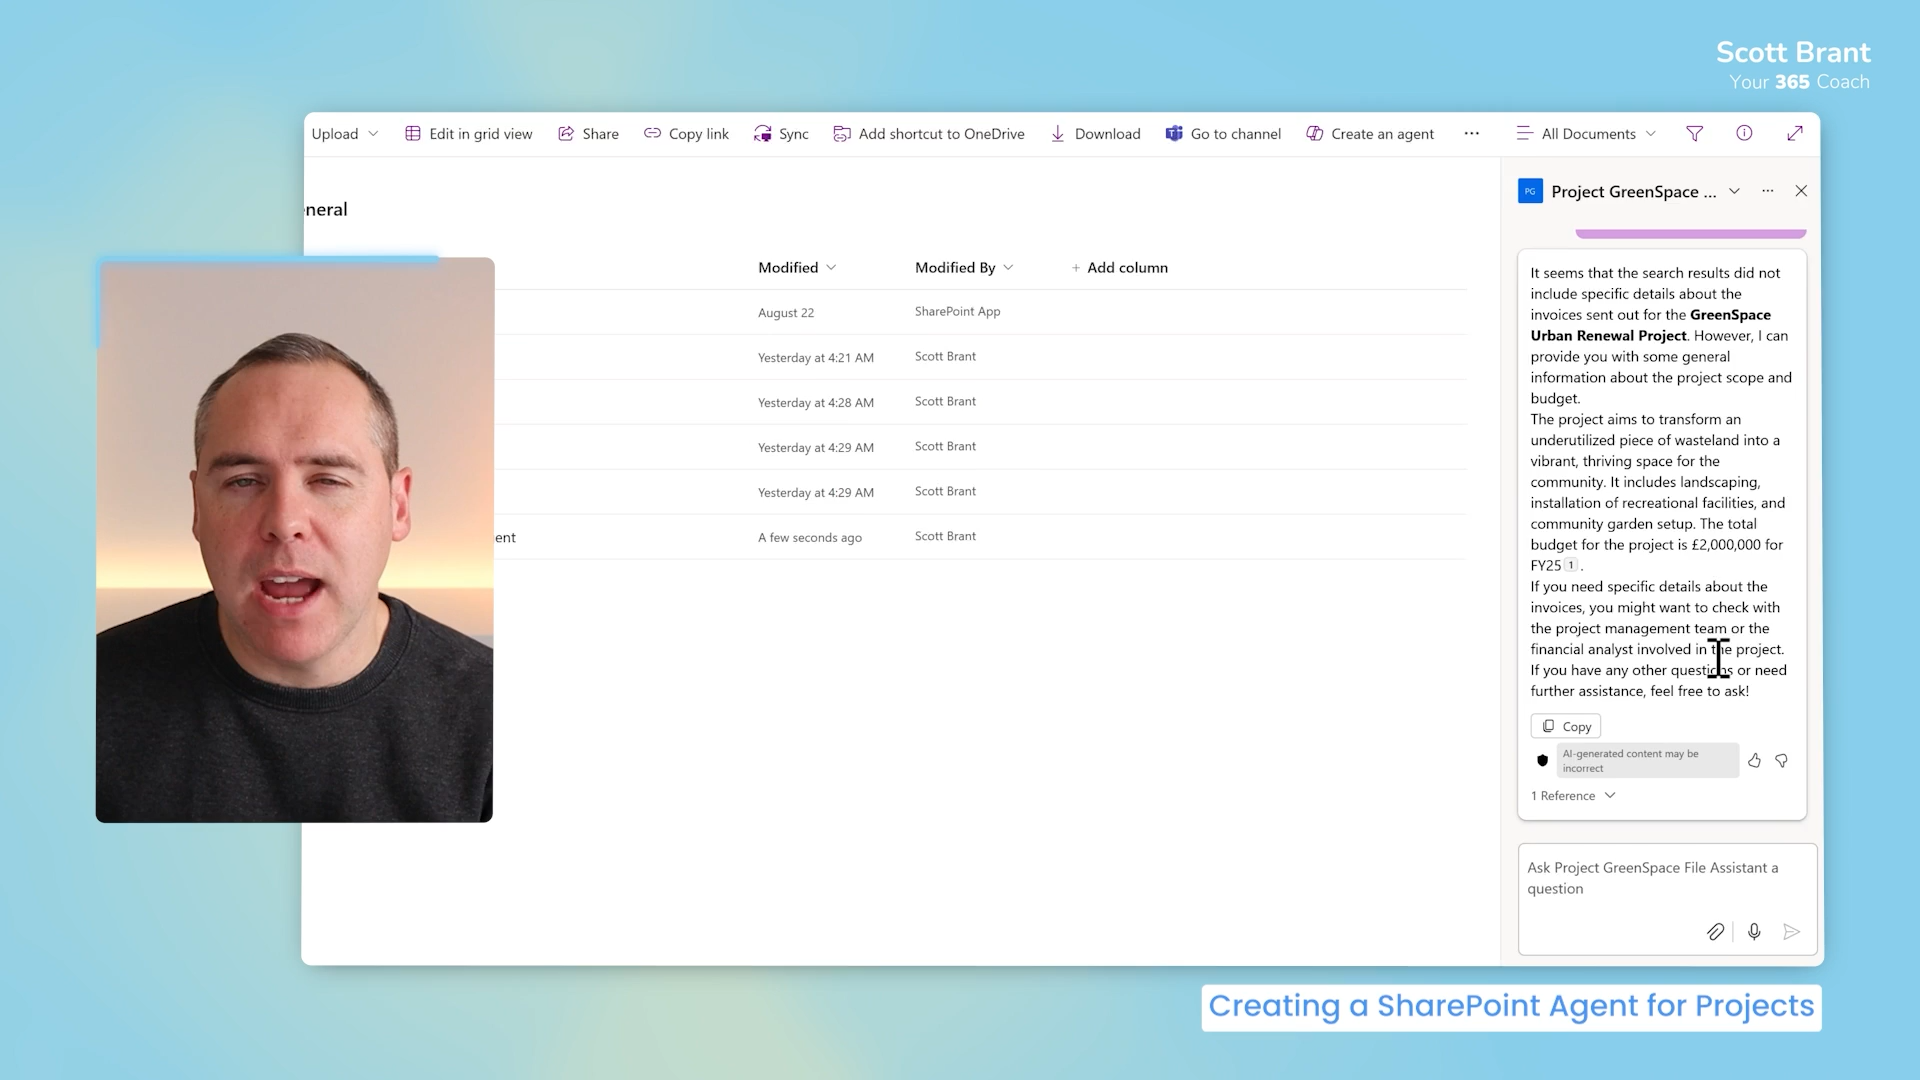 Scott Brant
Your 365 Coach
Upload
Edit in grid view
Share
Copy link
Sync
Add shortcut to OneDrive
Download
Go to channel
Create an agent
...
All Documents
neral
Modified
Modified By
+ Add column
August 22
SharePoint App
Yesterday at 4:21 AM
Scott Brant
Yesterday at 4:28 AM
Scott Brant
Yesterday at 4:29 AM
Scott Brant
Yesterday at 4:29 AM
Scott Brant
ent
A few seconds ago
Scott Brant
PG
Project GreenSpace ...
...
It seems that the search results did not
include specific details about the
invoices sent out for the GreenSpace
Urban Renewal Project. However, I can
provide you with some general
information about the project scope and
budget.
The project aims to transform an
underutilized piece of wasteland into a
vibrant, thriving space for the
community. It includes landscaping,
installation of recreational facilities, and
community garden setup. The total
budget for the project is £2,000,000 for
FY25 1 .
If you need specific details about the
invoices, you might want to check with
the project management team or the
financial analyst involved in the project.
If you have any other questions or need
further assistance, feel free to ask!
Copy
AI-generated content may be
incorrect
1 Reference
Ask Project GreenSpace File Assistant a
question
Creating a SharePoint Agent for Projects